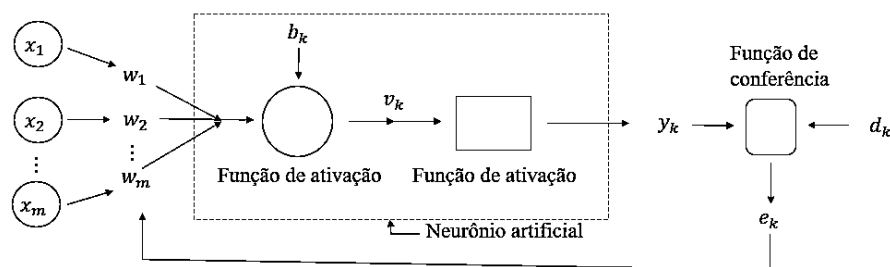 x₁
x₂
⋮
xₘ
w₁
w₂
⋮
wₘ
bₖ
vₖ
Função de ativação
Função de ativação
Neurônio artificial
yₖ
Função de
conferência
dₖ
eₖ